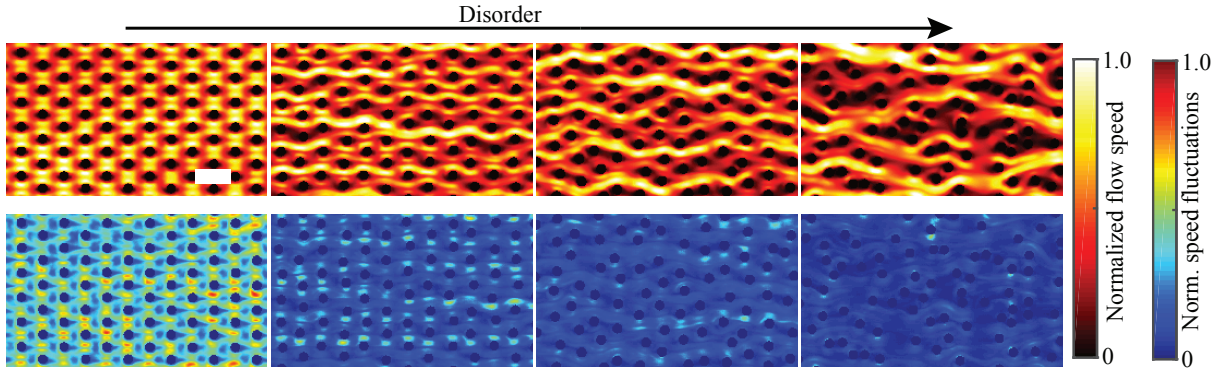 Disorder
1.0
Normalized flow speed
0
1.0
Norm. speed fluctuations
0